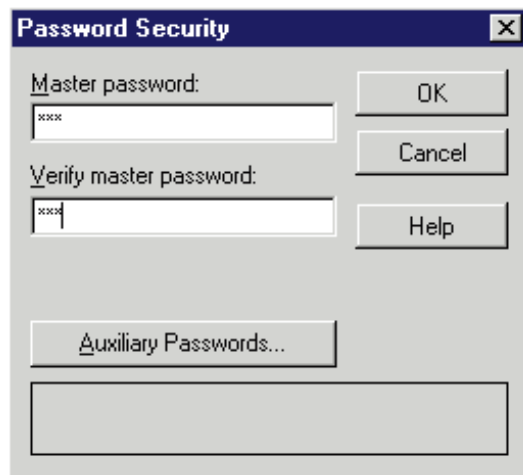 Password Security
Master password:
OK
***
Cancel
Verify master password:
***
Help
Auxiliary Passwords...